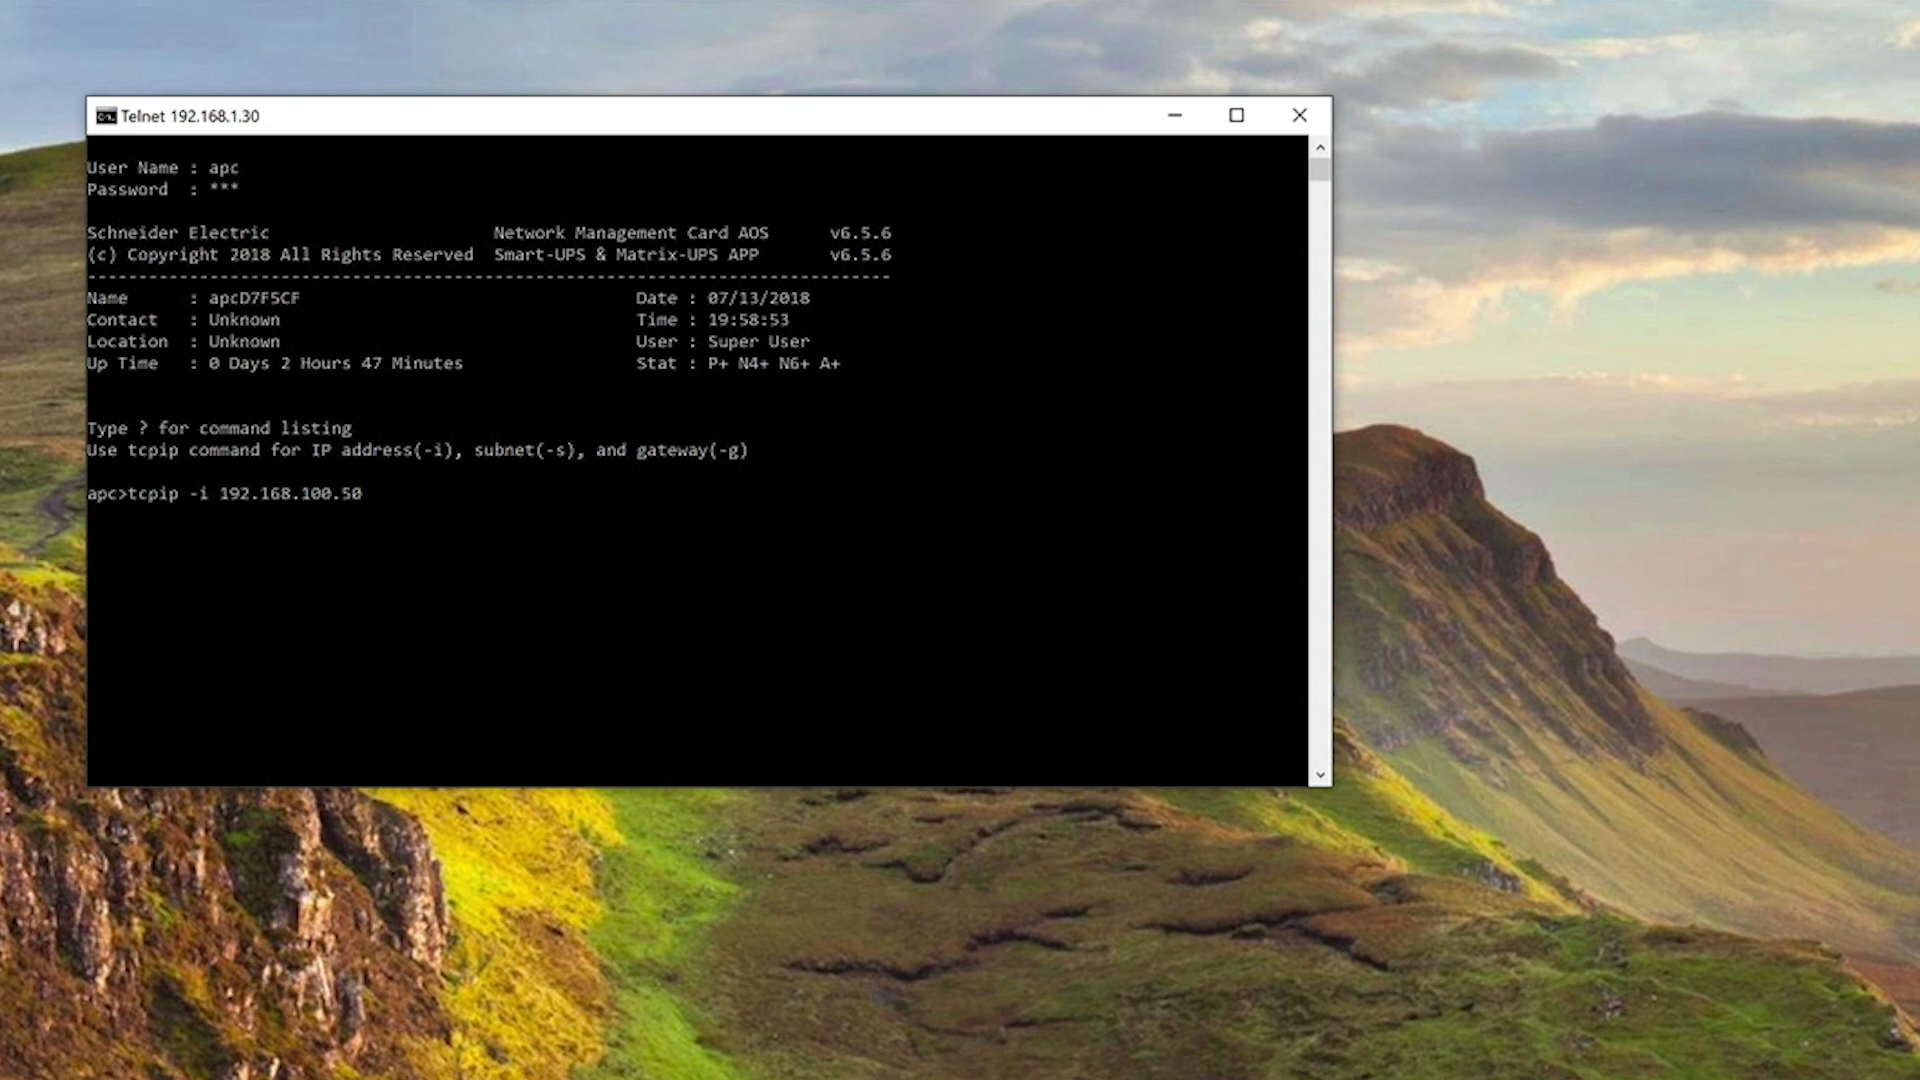 Telnet 192.168.1.30
User Name : apc
Password  : ***
Schneider Electric                      Network Management Card AOS      v6.5.6
(c) Copyright 2018 All Rights Reserved  Smart-UPS & Matrix-UPS APP       v6.5.6
-------------------------------------------------------------------------------
Name      : apcD7F5CF                                 Date : 07/13/2018
Contact   : Unknown                                   Time : 19:58:53
Location  : Unknown                                   User : Super User
Up Time   : 0 Days 2 Hours 47 Minutes                 Stat : P+ N4+ N6+ A+
Type ? for command listing
Use tcpip command for IP address(-i), subnet(-s), and gateway(-g)
apc>tcpip -i 192.168.100.50